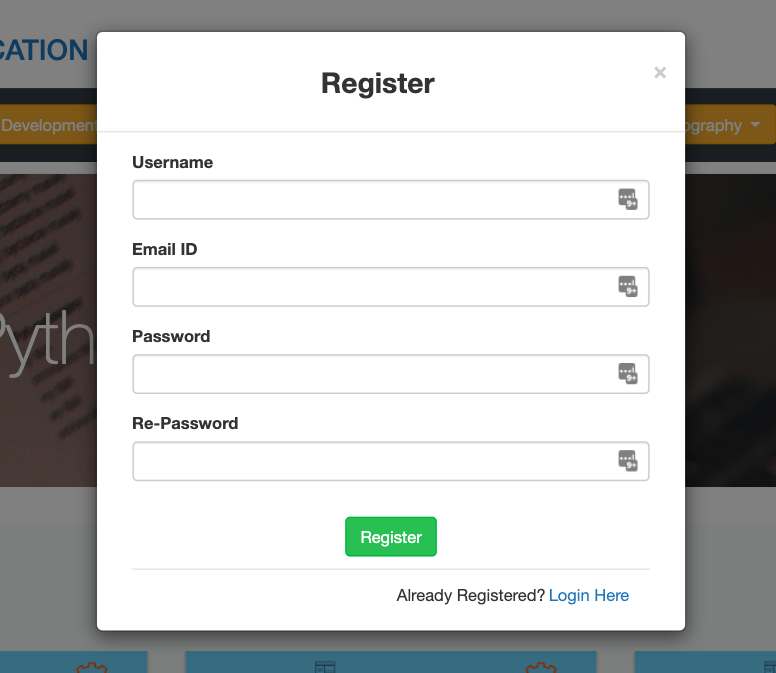 CATION
Register
×
Development
ography
Username
Email ID
Pyth
Password
Re-Password
Register
Already Registered? Login Here